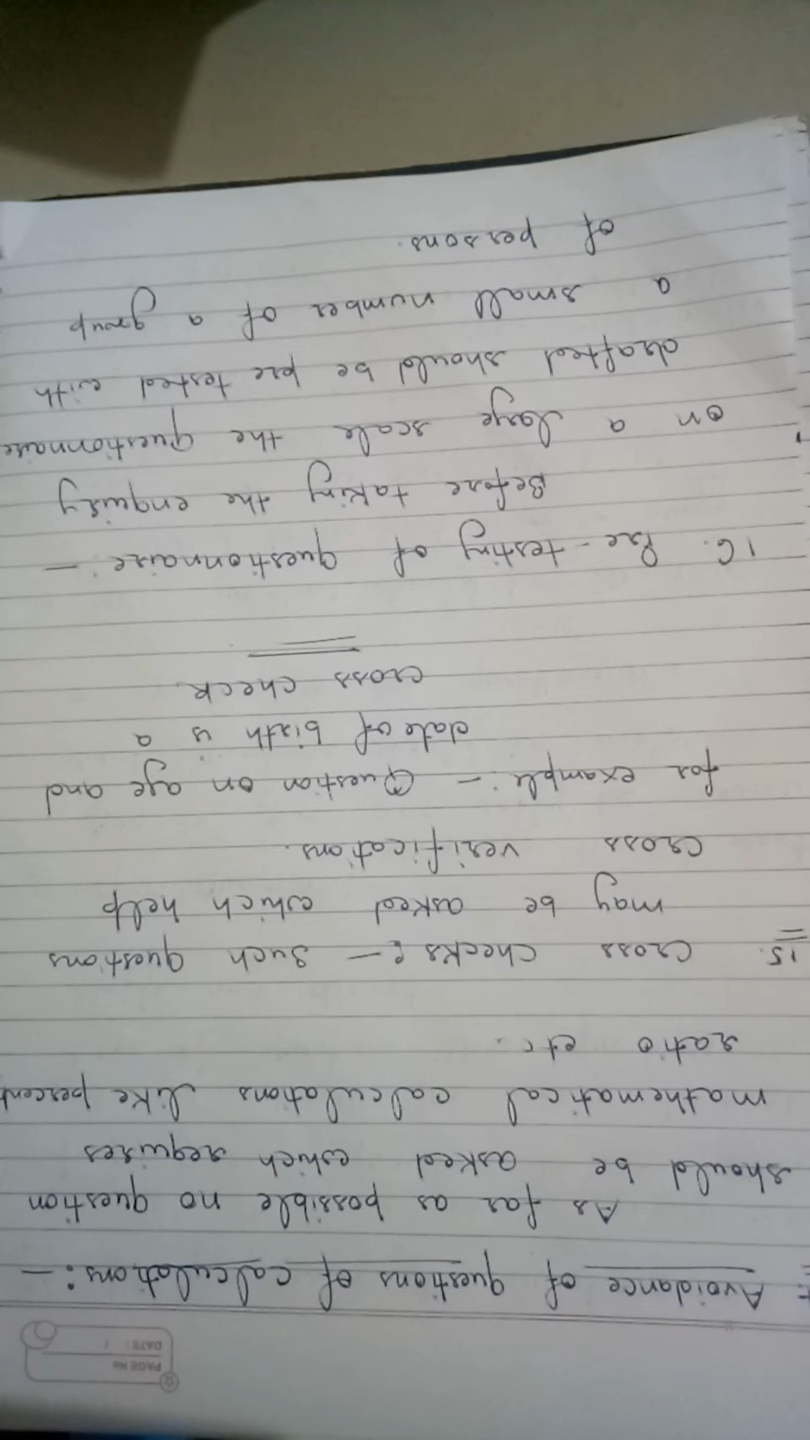 PAGE No
DATE: /
Avoidance of questions of calculations :-
As far as possible no question
should be asked which requires
mathematical calculations like percent
ratio etc.
15. Cross checks :- Such questions
may be asked which help
cross verifications.
for example :- Question on age and
date of birth is a
cross check
16. Pre-testing of questionnaire :-
Before taking the enquiry
on a large scale the questionnaire
drafted should be pre tested with
a small number of a group
of persons.